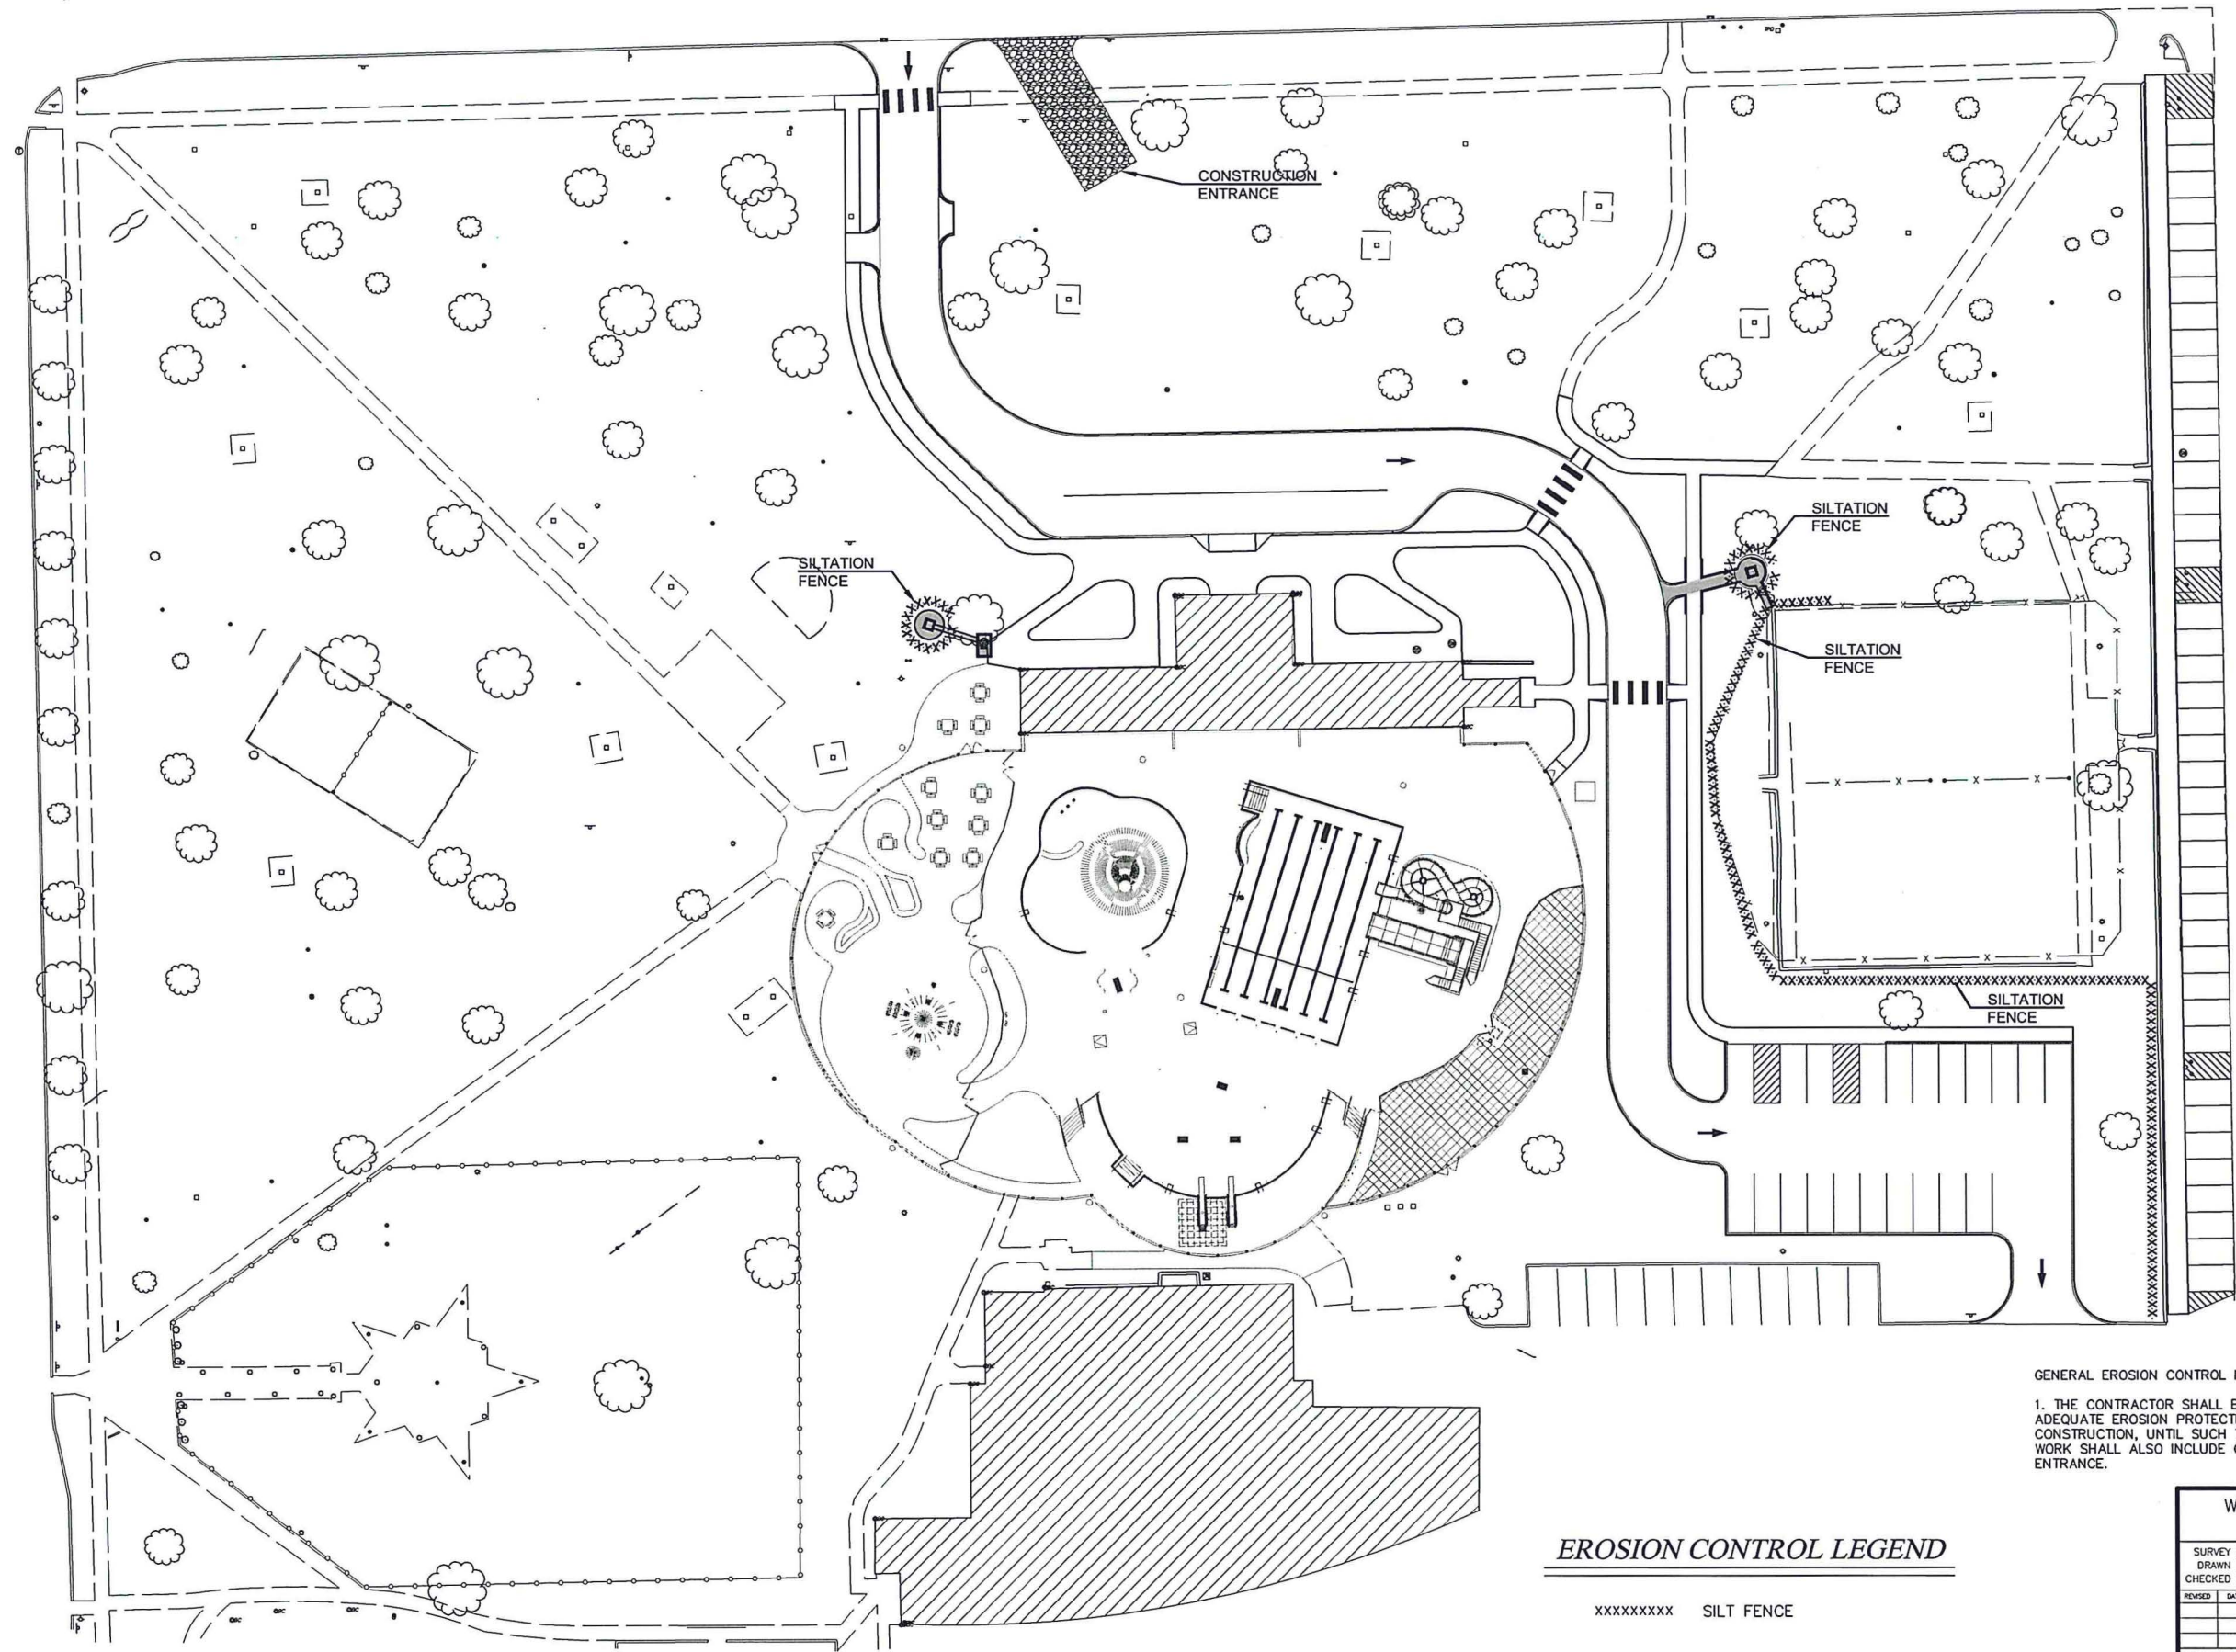 CONSTRUCTION
ENTRANCE
SILTATION
FENCE
SILTATION
FENCE
SILTATION
FENCE
SILTATION
FENCE
GENERAL EROSION CONTROL
1. THE CONTRACTOR SHALL
ADEQUATE EROSION
CONSTRUCTION, UNTIL SUCH
WORK SHALL ALSO INCLUDE
ENTRANCE.
EROSION CONTROL LEGEND
xxxxxxxxx SILT FENCE
W
SURVEY
DRAWN
CHECKED
REVISED